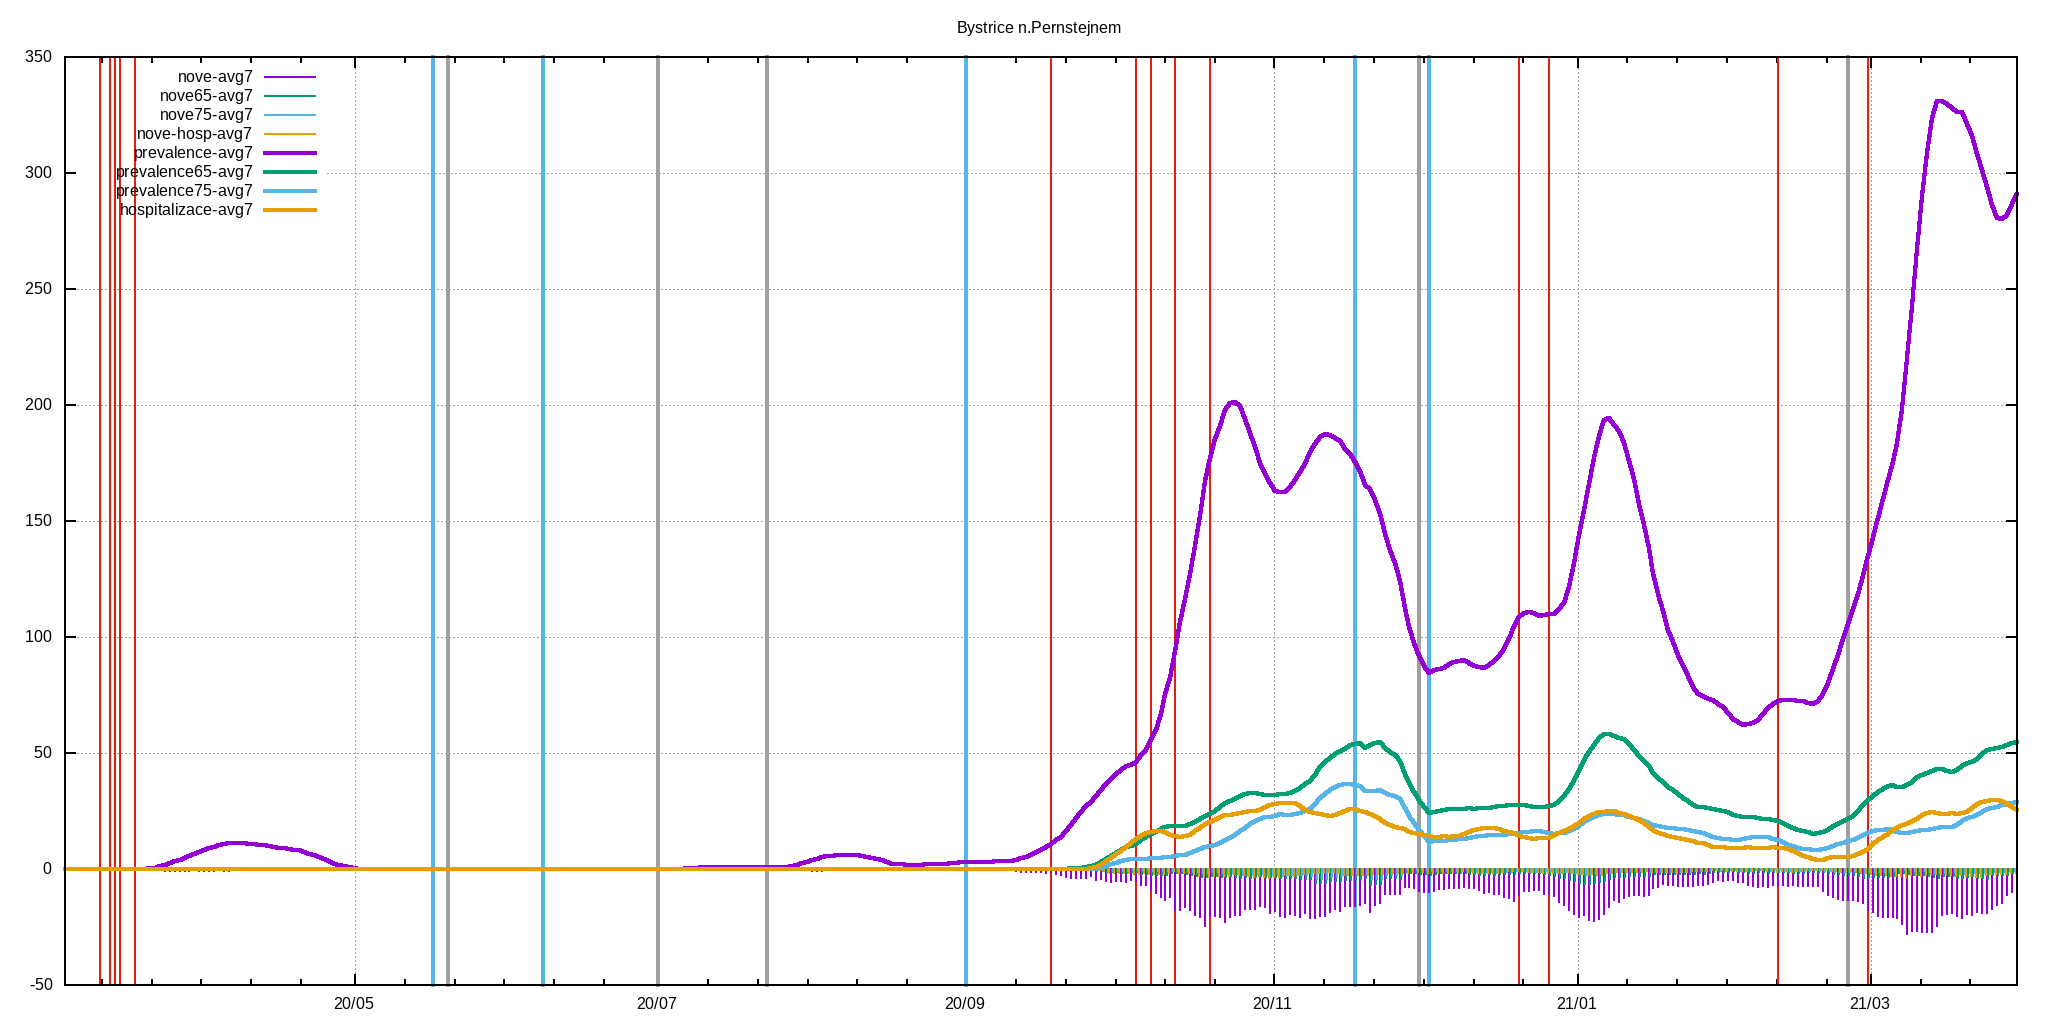 Bystrice n.Pernstejnem
350
300
250
200
150
100
50
0
-50
nove-avg7
nove65-avg7
nove75-avg7
nove-hosp-avg7
prevalence-avg7
prevalence65-avg7
prevalence75-avg7
hospitalizace-avg7
20/05 20/07 20/09 20/11 21/01 21/03